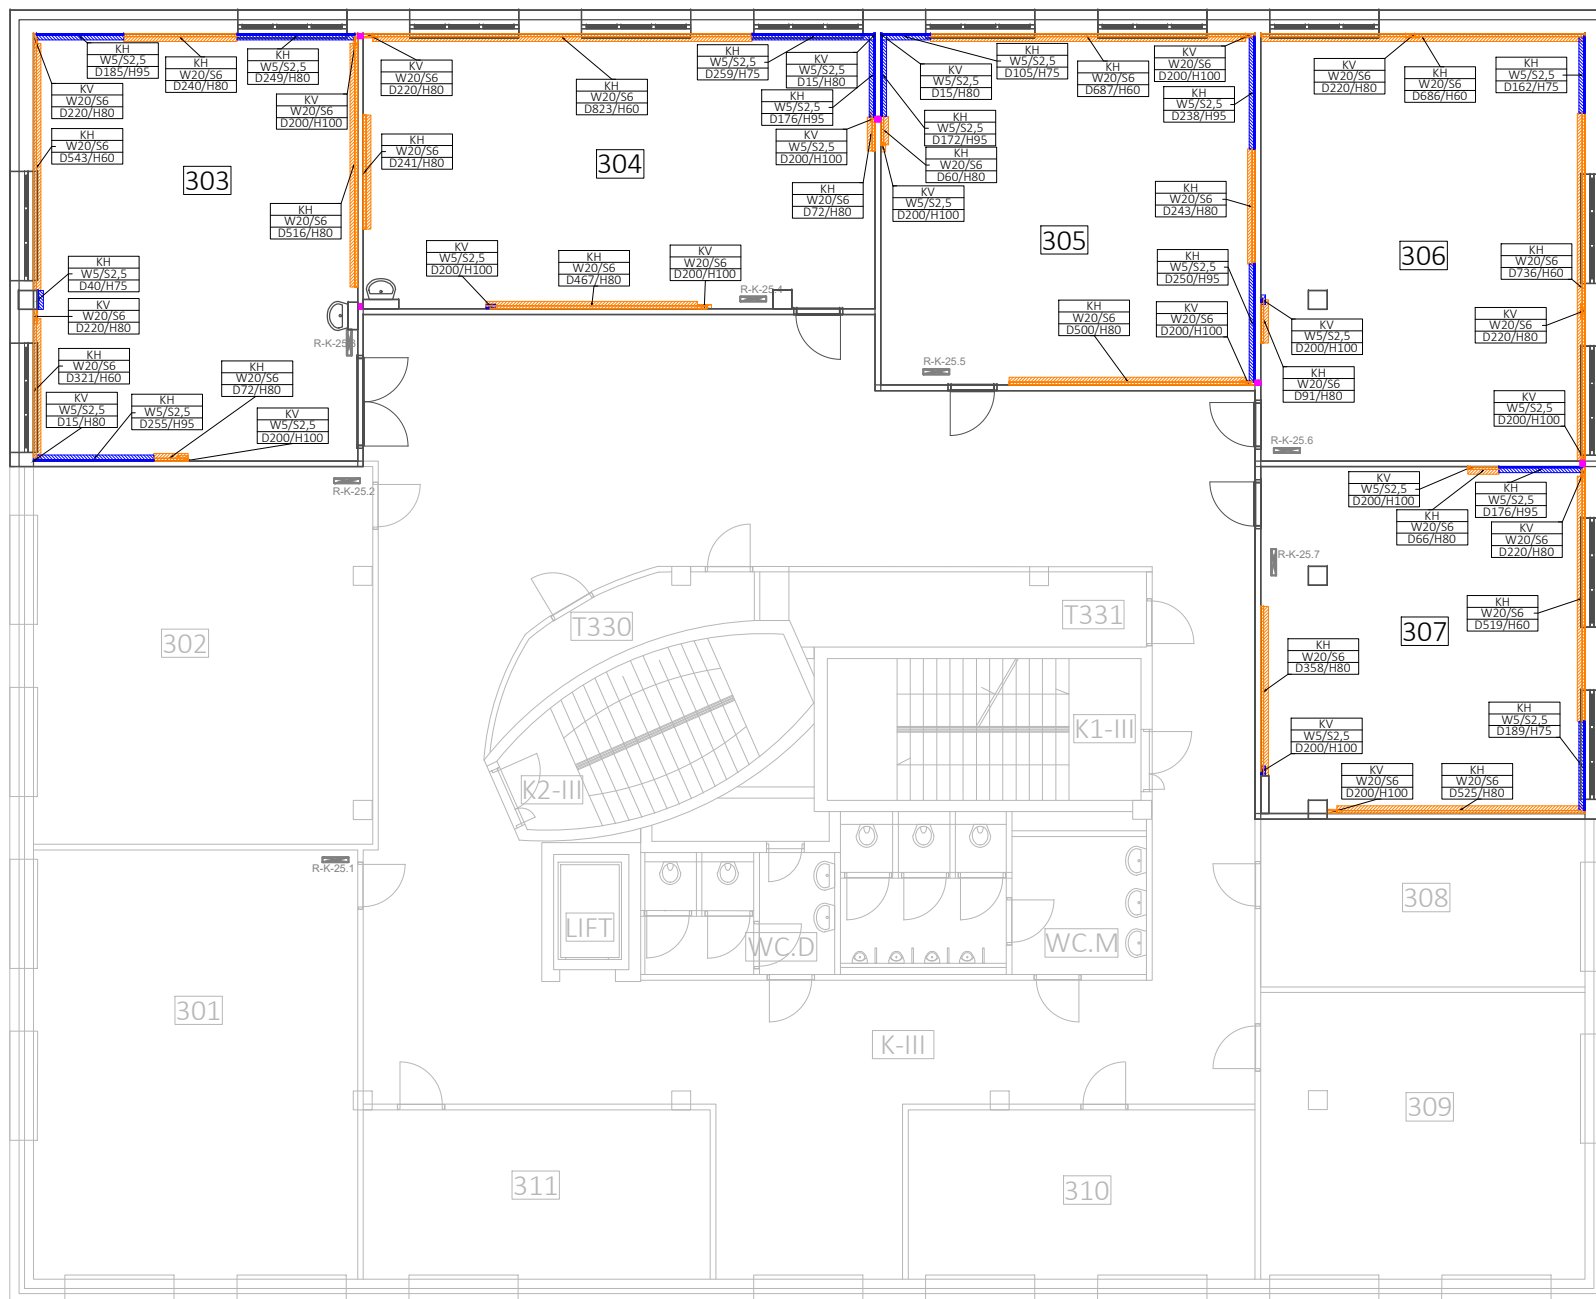 KH
W5/S2,5
D185/H95
KH
W20/S6
D240/H80
KH
W5/S2,5
D249/H80
KV
W20/S6
D220/H80
KV
W20/S6
D200/H100
KH
W20/S6
D543/H60
303
KH
W20/S6
D516/H80
KH
W5/S2,5
D40/H75
KV
W20/S6
D220/H80
R-K-25.3
KH
W20/S6
D321/H60
KH
W20/S6
D72/H80
KV
W5/S2,5
D15/H80
KH
W5/S2,5
D255/H95
KV
W5/S2,5
D200/H100
KV
W20/S6
D220/H80
KH
W20/S6
D823/H60
KH
W5/S2,5
D259/H75
KV
W5/S2,5
D15/H80
KH
W5/S2,5
D176/H95
KV
W5/S2,5
D200/H100
KH
W20/S6
D241/H80
304
KH
W20/S6
D72/H80
KV
W5/S2,5
D200/H100
KH
W20/S6
D467/H80
KV
W20/S6
D200/H100
R-K-25.4
KV
W5/S2,5
D15/H80
KH
W5/S2,5
D105/H75
KH
W20/S6
D687/H60
KV
W20/S6
D200/H100
KH
W5/S2,5
D238/H95
KH
W5/S2,5
D172/H95
KH
W20/S6
D60/H80
KV
W5/S2,5
D200/H100
KH
W20/S6
D243/H80
305
KH
W5/S2,5
D250/H95
KH
W20/S6
D500/H80
KV
W20/S6
D200/H100
R-K-25.5
KV
W20/S6
D220/H80
KH
W20/S6
D686/H60
KH
W5/S2,5
D162/H75
306
KH
W20/S6
D736/H60
KV
W20/S6
D220/H80
KV
W5/S2,5
D200/H100
KH
W20/S6
D91/H80
KV
W5/S2,5
D200/H100
R-K-25.6
R-K-25.2
KV
W5/S2,5
D200/H100
KH
W5/S2,5
D176/H95
KH
W20/S6
D66/H80
KV
W20/S6
D220/H80
R-K-25.7
KH
W20/S6
D519/H60
307
KH
W20/S6
D358/H80
KH
W5/S2,5
D189/H75
KV
W5/S2,5
D200/H100
KV
W20/S6
D200/H100
KH
W20/S6
D525/H80
302
T330
T331
K1-III
K2-III
R-K-25.1
308
LIFT
WC.D
WC.M
301
K-III
309
311
310